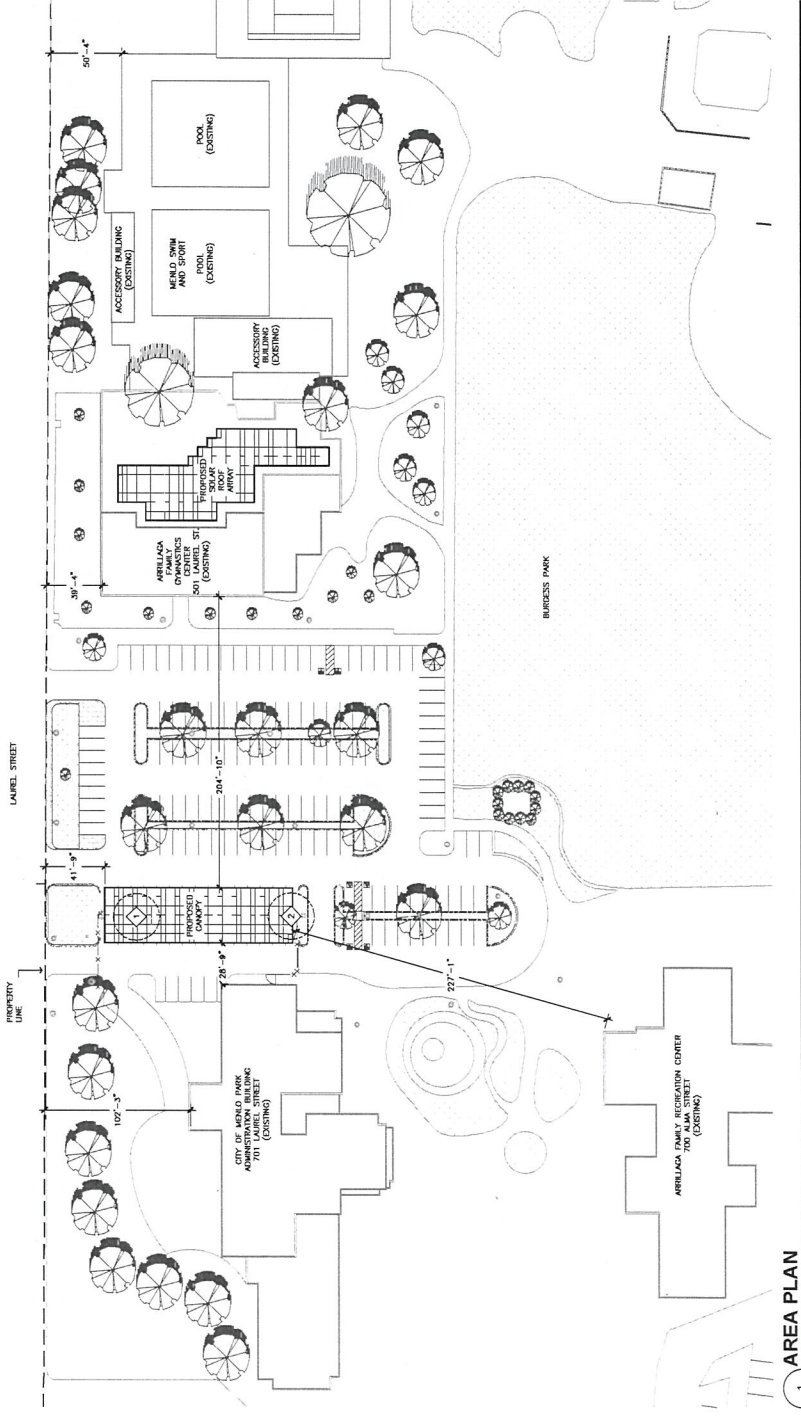 LAUREL STREET
PROPERTY
LINE
102'-3"
CITY OF MENLO PARK
ADMINISTRATION BUILDING
701 LAUREL STREET
(EXISTING)
28'-9"
41'-9"
1
PROPOSED
CANOPY
2
227'-1"
ARRILLAGA FAMILY RECREATION CENTER
700 ALMA STREET
(EXISTING)
204'-10"
39'-4"
ARRILLAGA
FAMILY
GYMNASTICS
CENTER
501 LAUREL ST.
(EXISTING)
PROPOSED
SOLAR
ROOF
ARRAY
ACCESSORY BUILDING
(EXISTING)
ACCESSORY
BUILDING
(EXISTING)
MENLO SWIM
AND SPORT
POOL
(EXISTING)
POOL
(EXISTING)
50'-4"
BURGESS PARK
1
AREA PLAN